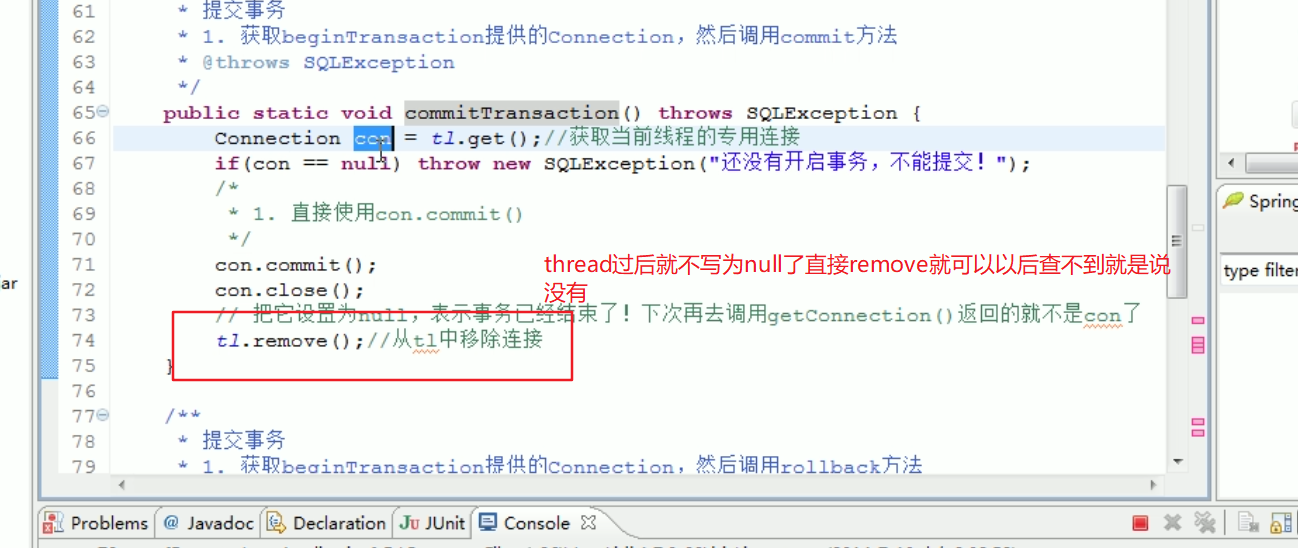 61 * 提交事务
62 * 1. 获取beginTransaction提供的Connection，然后调用commit方法
63 * @throws SQLException
64 */
65 public static void commitTransaction() throws SQLException {
66 Connection con = tl.get();//获取当前线程的专用连接
67 if(con == null) throw new SQLException("还没有开启事务，不能提交！");
68 /*
69 * 1. 直接使用con.commit()
70 */
71 con.commit();
72 con.close();
thread过后就不写为null了直接remove就可以以后查不到就是说
没有
73 // 把它设置为null，表示事务已经结束了！下次再去调用getConnection()返回的就不是con了
74 tl.remove();//从tl中移除连接
75 }
76
77 /**
78 * 提交事务
79 * 1. 获取beginTransaction提供的Connection，然后调用rollback方法
ar
Spring
type filter
Problems @ Javadoc Declaration Ju JUnit Console